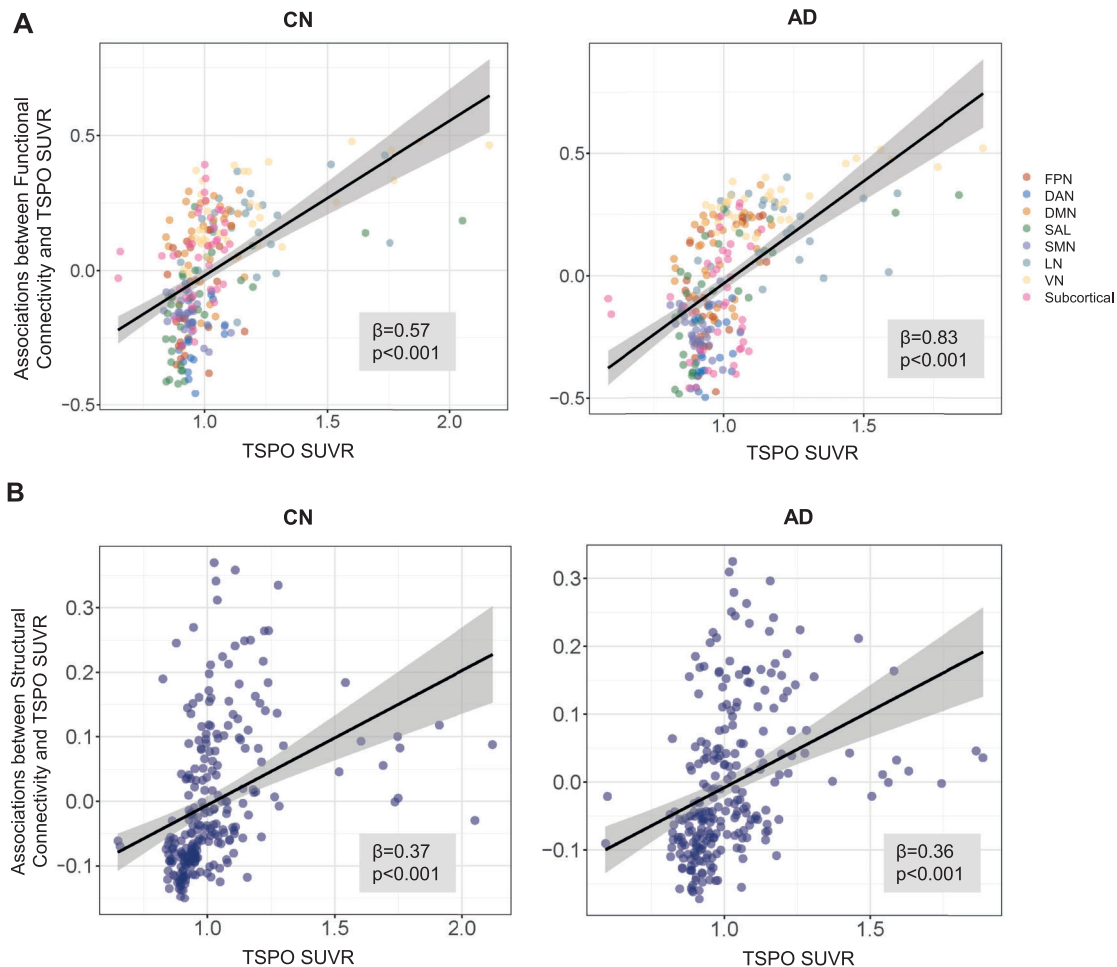 A
CN
AD
Associations between Functional
Connectivity and TSPO SUVR
0.5
0.0
−0.5
1.0
1.5
2.0
TSPO SUVR
β=0.57
p<0.001
0.5
0.0
−0.5
1.0
1.5
TSPO SUVR
β=0.83
p<0.001
FPN
DAN
DMN
SAL
SMN
LN
VN
Subcortical
B
CN
AD
Associations between Structural
Connectivity and TSPO SUVR
0.3
0.2
0.1
0.0
−0.1
1.0
1.5
2.0
TSPO SUVR
β=0.37
p<0.001
0.3
0.2
0.1
0.0
−0.1
1.0
1.5
TSPO SUVR
β=0.36
p<0.001